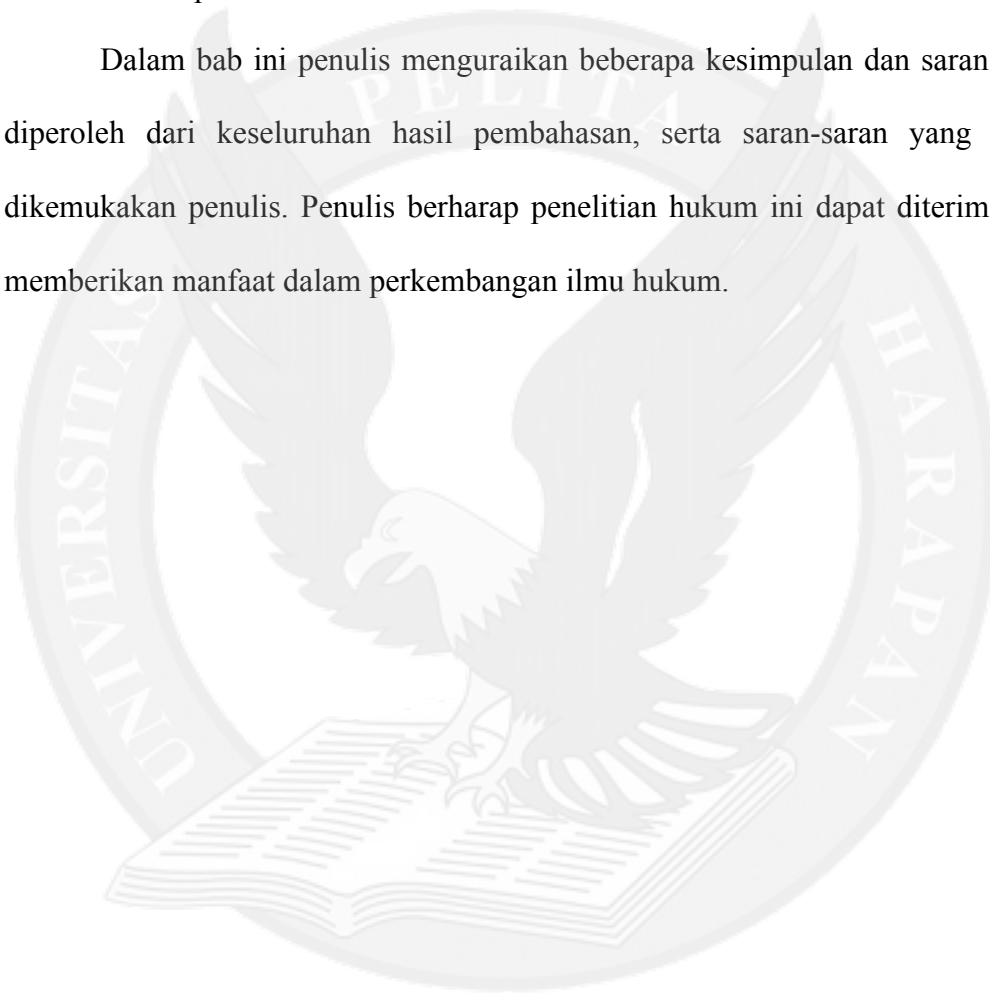 Dalam bab ini penulis menguraikan beberapa kesimpulan dan saran
diperoleh dari keseluruhan hasil pembahasan, serta saran-saran yang
dikemukakan penulis. Penulis berharap penelitian hukum ini dapat diterim
memberikan manfaat dalam perkembangan ilmu hukum.
UNIVERSITAS
PELITA
HARAPAN